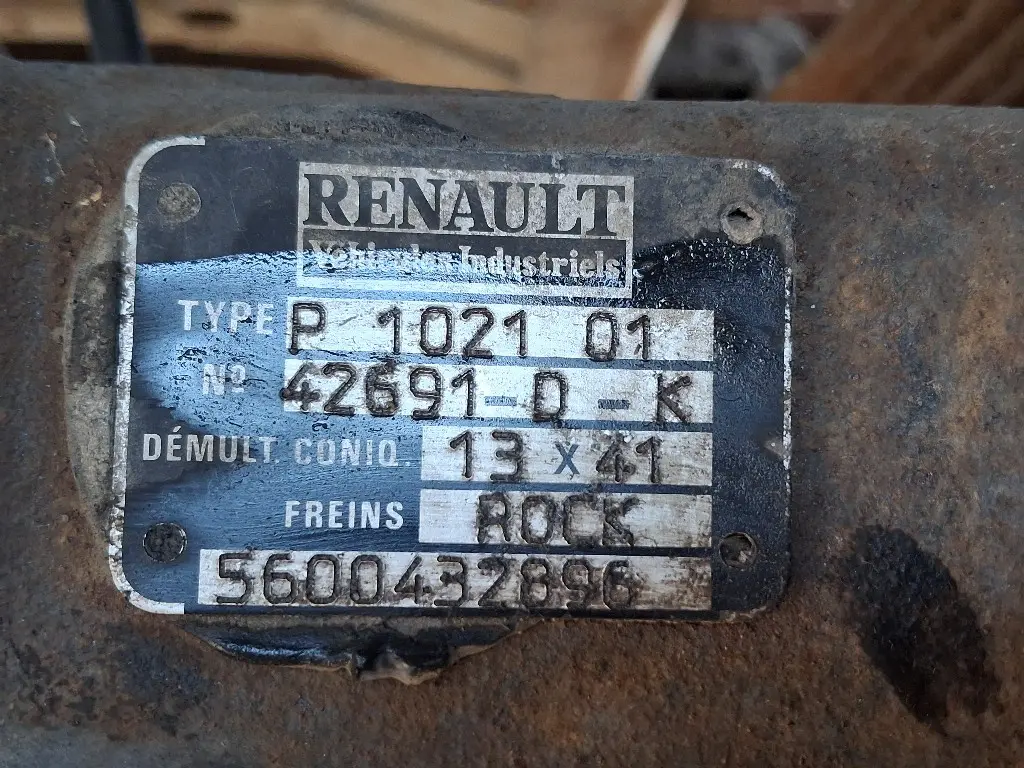 RENAULT
Véhicules Industriels
TYPE P 1021 01
No 42691-D-K
DÉMULT. CONIQ. 13 x 41
FREINS ROCK
5600432896